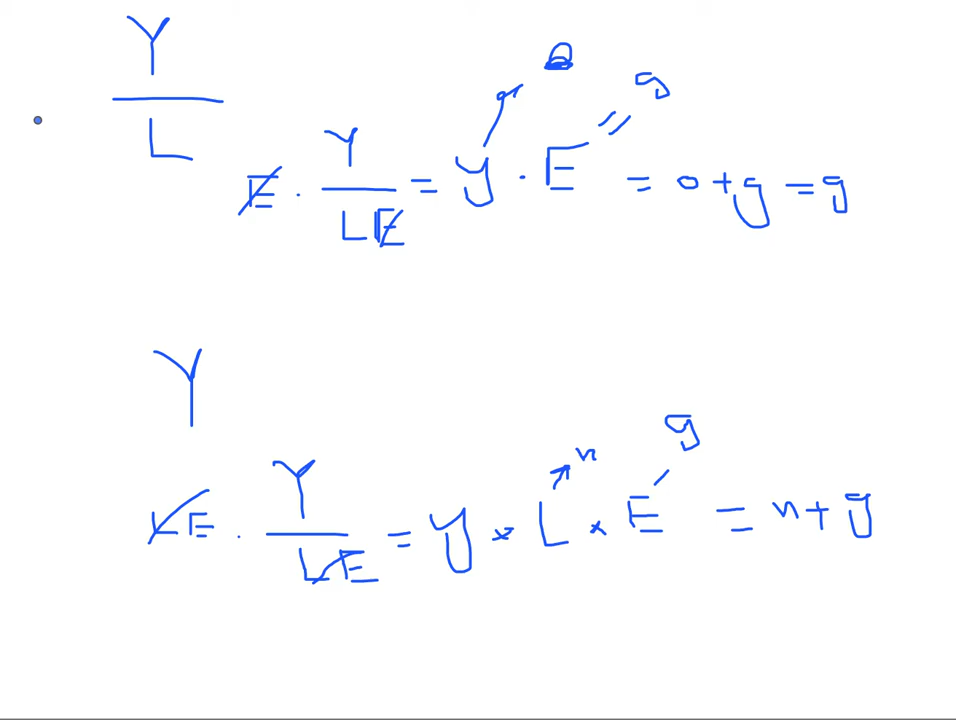 Y / L
E · Y / LE = y · E = 0 + g = g
0 g
Y
LE · Y / LE = y × L × E = n + g
n g